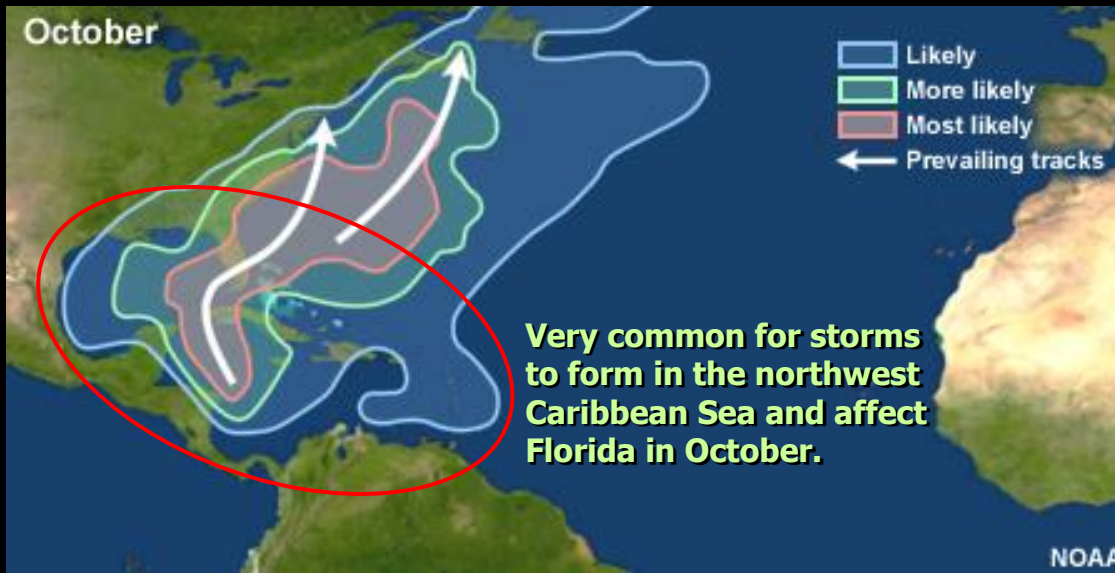 October
Likely
More likely
Most likely
Prevailing tracks
Very common for storms
to form in the northwest
Caribbean Sea and affect
Florida in October.
NOAA